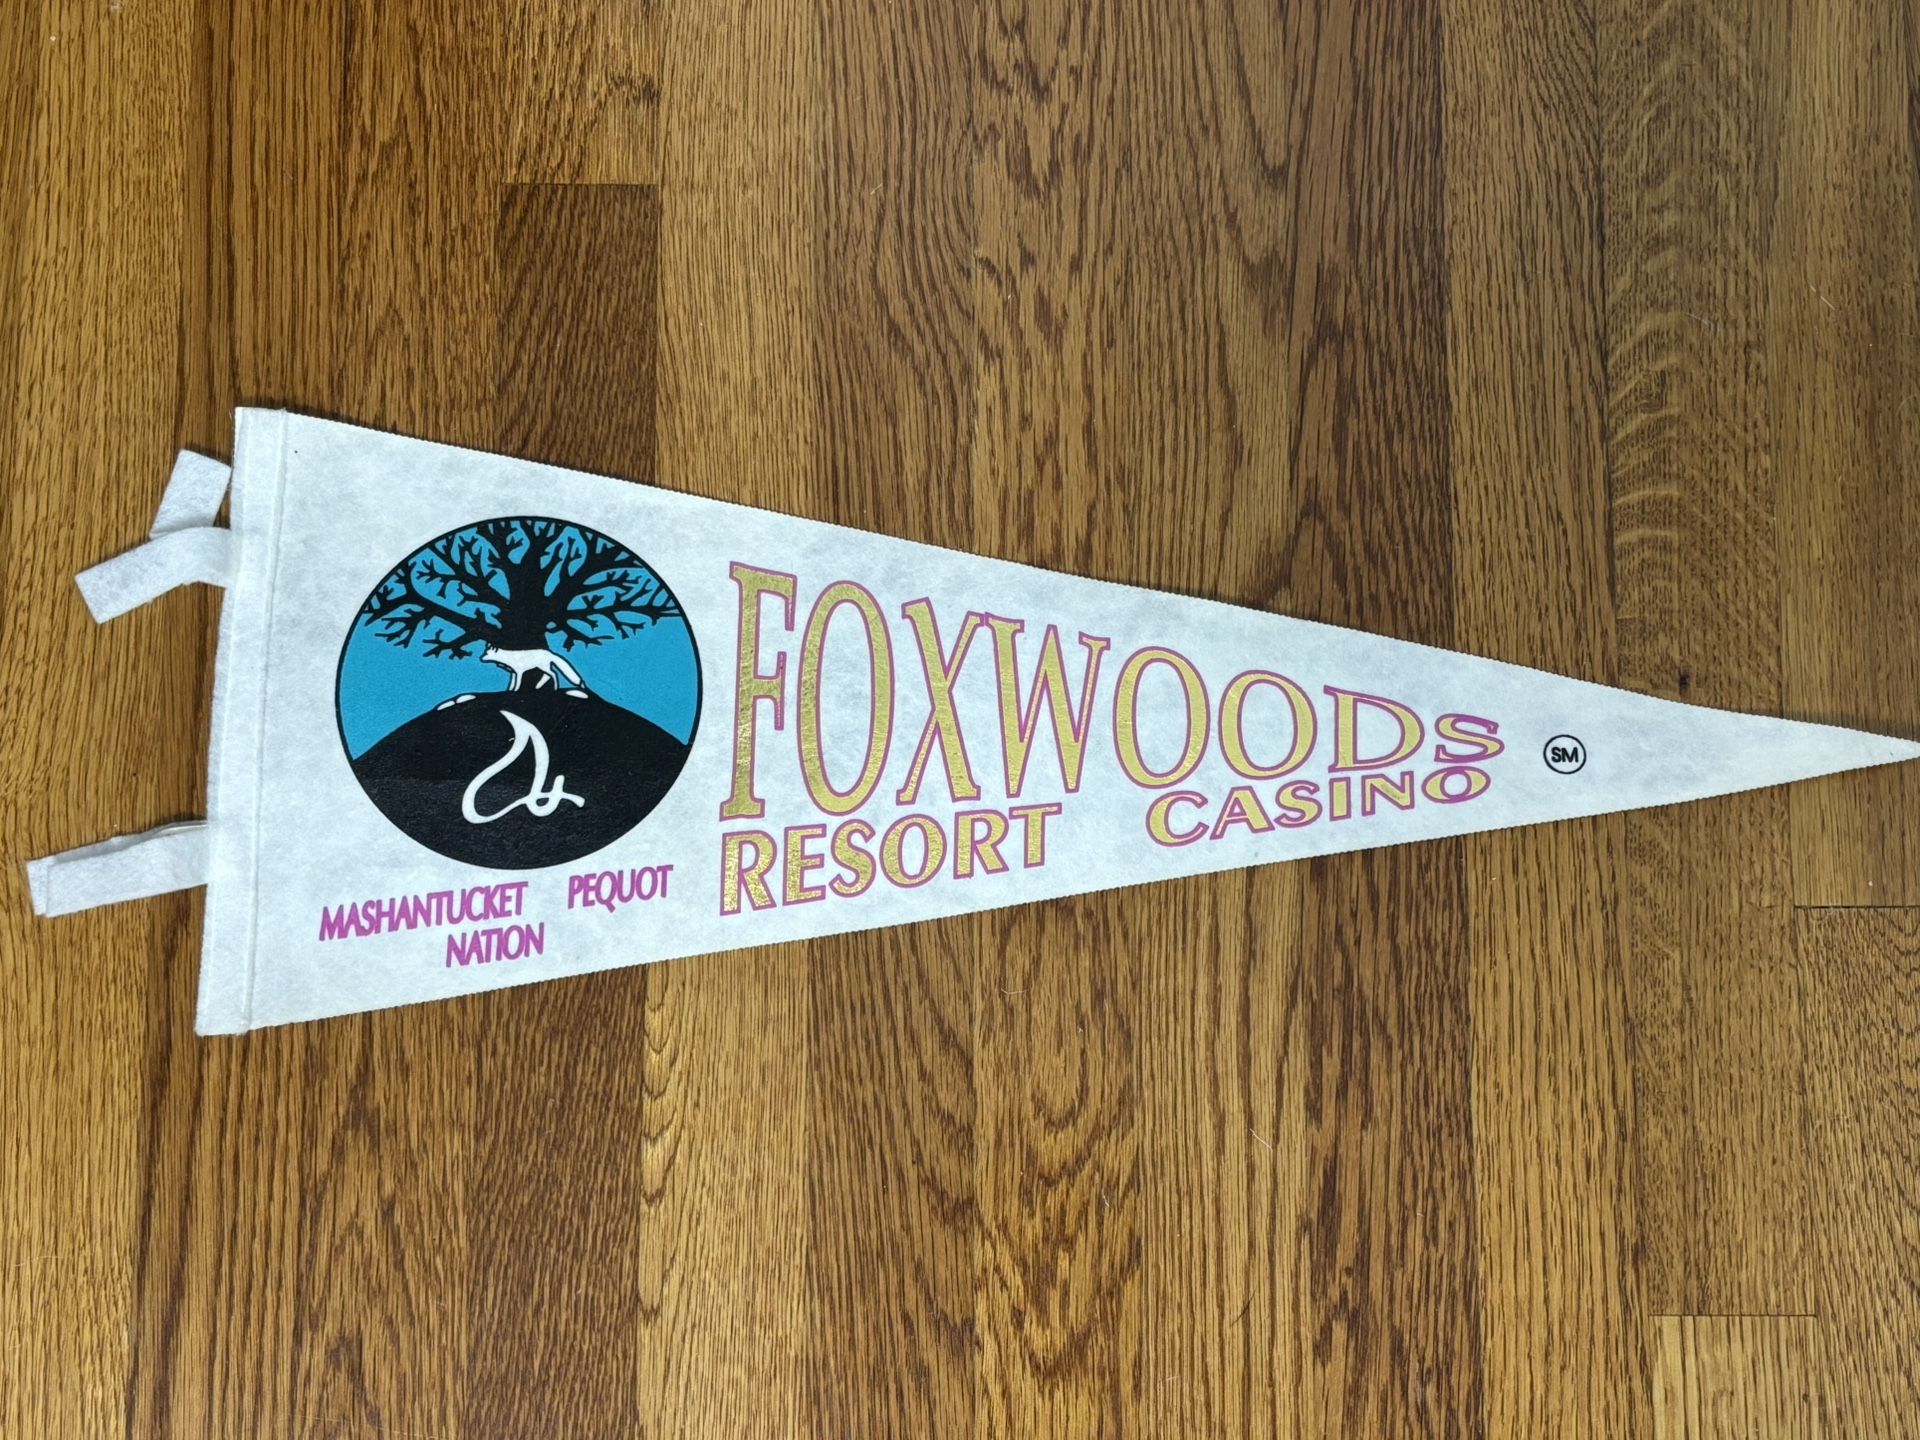 FOXWOODS
RESORT CASINO
SM
MASHANTUCKET PEQUOT
NATION